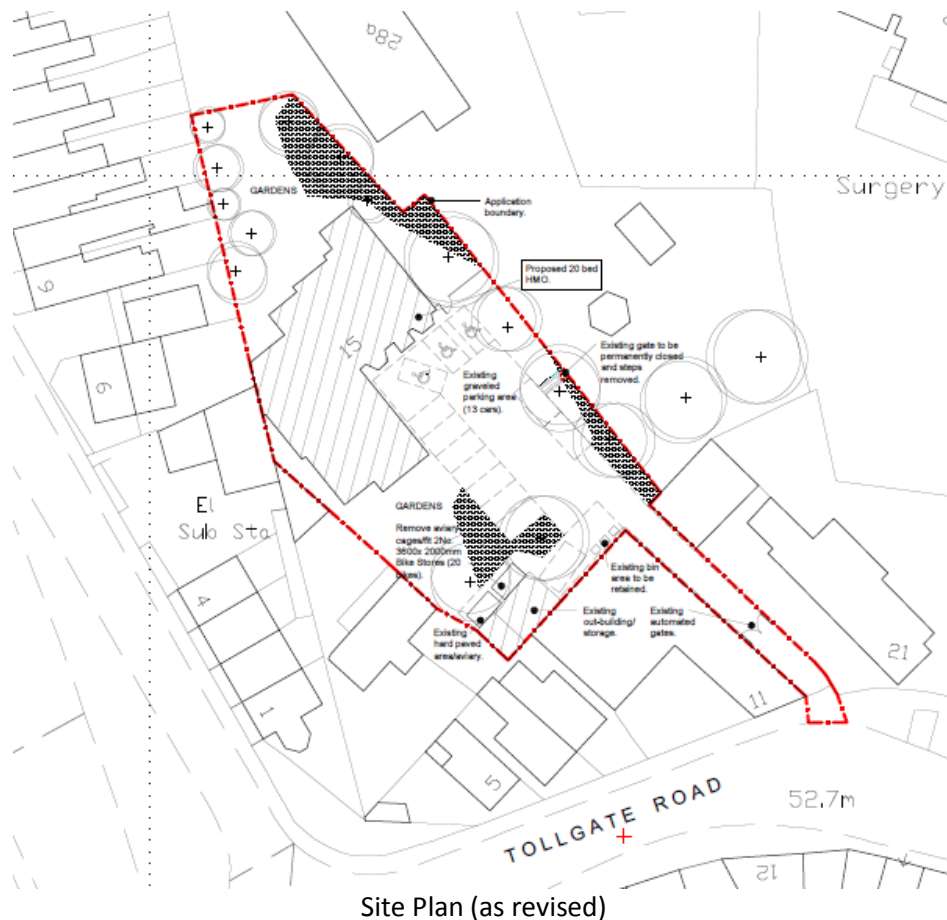 28a
Surgery
GARDENS
Application
boundary.
Proposed 20 bed
HMO.
9
15
Existing gate to be
permanently closed
and steps
removed.
Existing
graveled
parking area
(13 cars).
6
El
Sub Sta
GARDENS
Remove aviary
cages/fit 2No.
3600x 2000mm
Bike Stores (20
bikes).
Existing bin
area to be
retained.
Existing
out-building/
storage.
Existing
automated
gates.
Existing
hard paved
area/aviary.
4
1
21
11
5
TOLLGATE ROAD
52.7m
12
Site Plan (as revised)